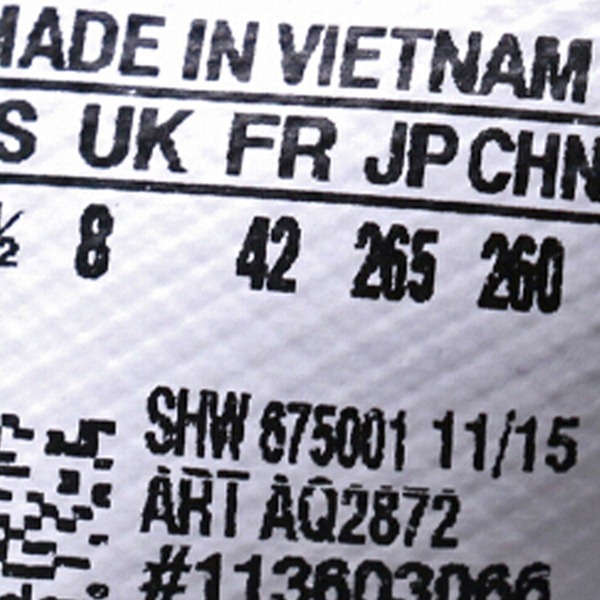 MADE IN VIETNAM
S UK FR JP CHN
½ 8 42 265 260
SHW 675001 11/15
ART AQ2872
#113603066